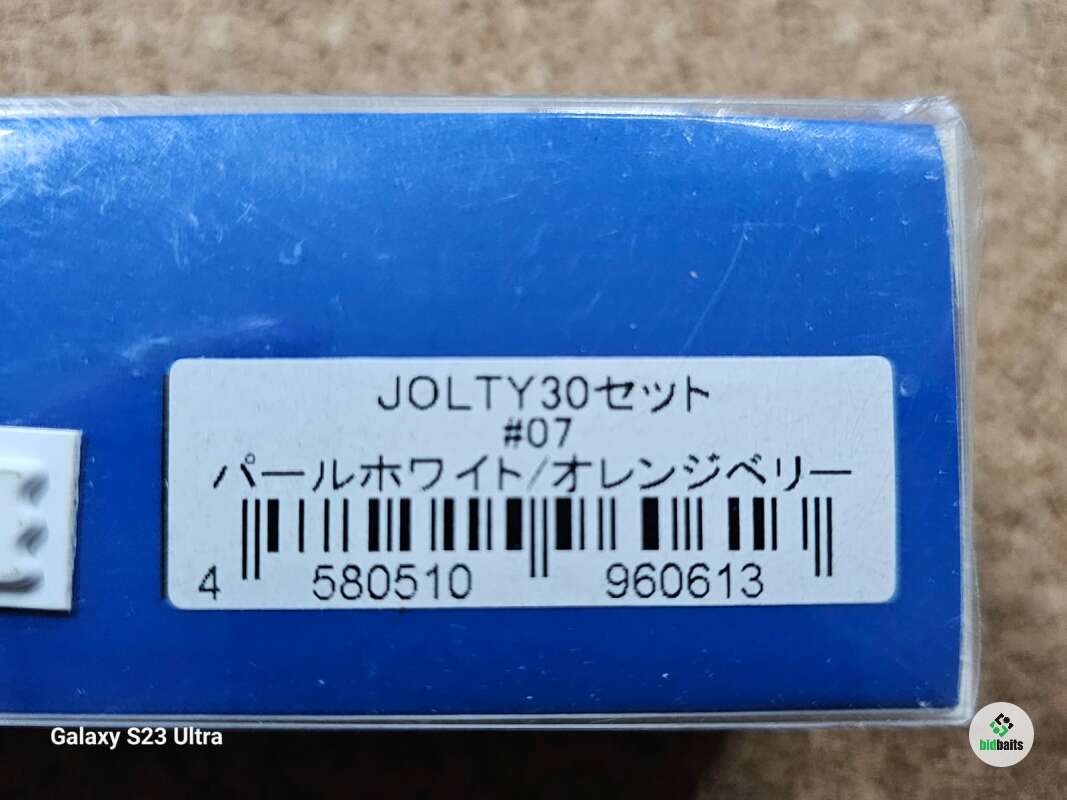 JOLTY30セット
#07
パールホワイト/オレンジベリー
4 580510 960613
Galaxy S23 Ultra
bidbaits